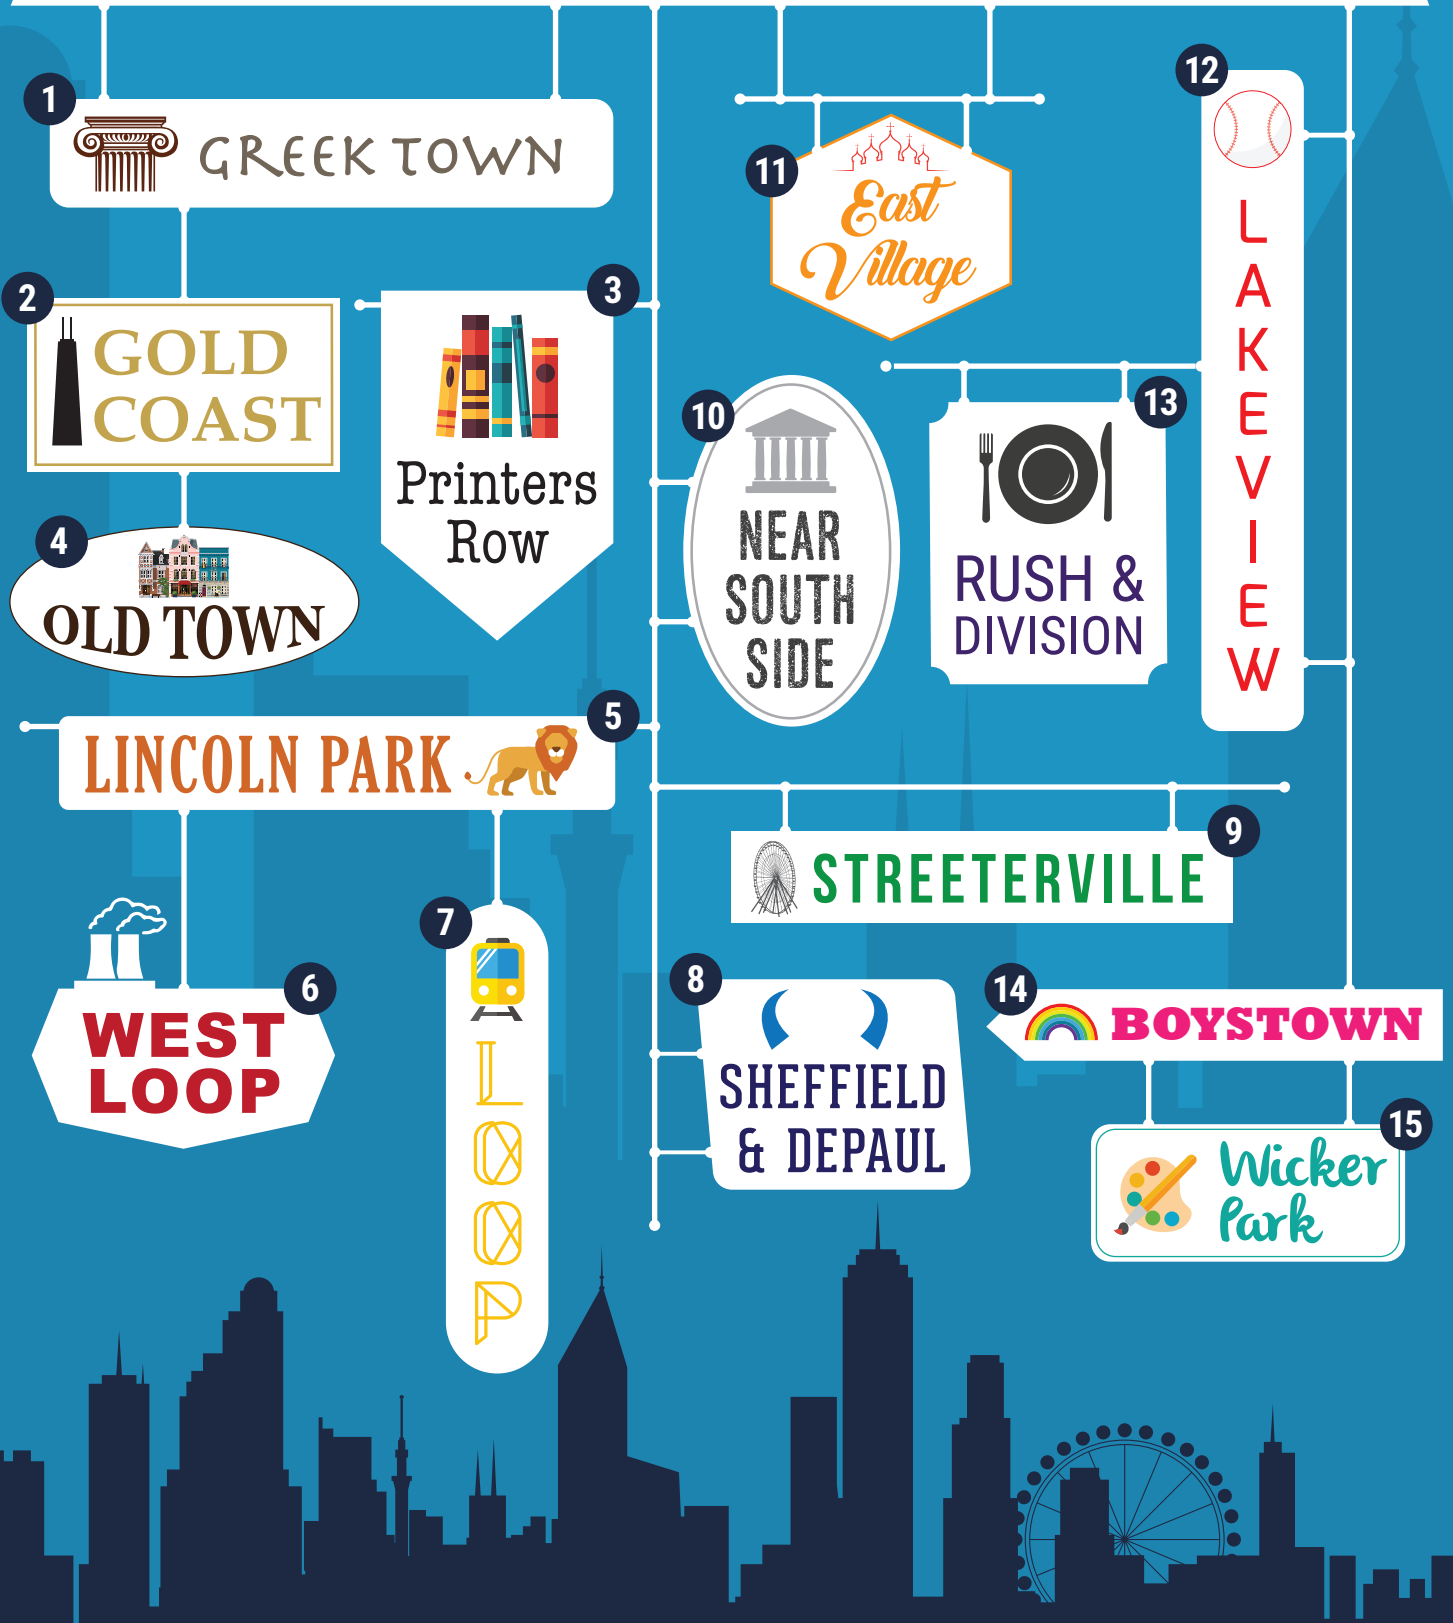 1
GREEK TOWN
2
GOLD
COAST
3
Printers
Row
4
OLD TOWN
5
LINCOLN PARK
6
WEST
LOOP
7
LOOP
8
SHEFFIELD
& DEPAUL
9
STREETERVILLE
10
NEAR
SOUTH
SIDE
11
East
Village
12
LAKEVIEW
13
RUSH &
DIVISION
14
BOYSTOWN
15
Wicker
Park